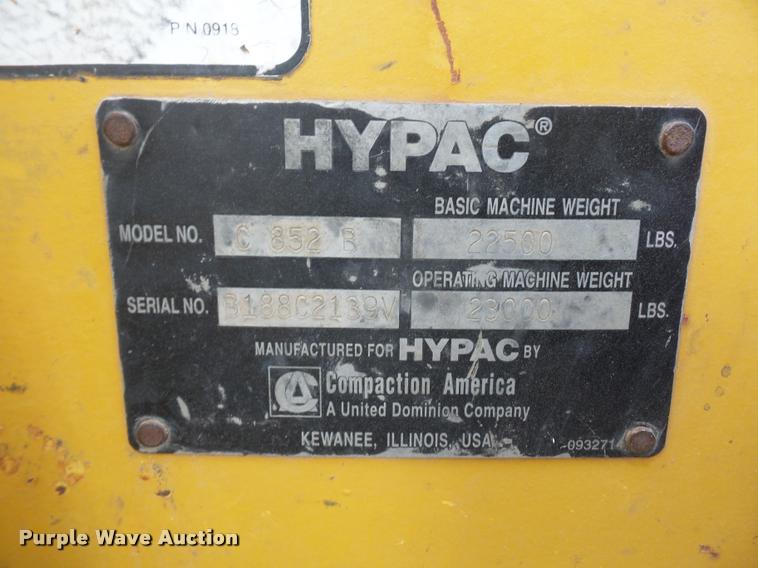 P N 0918
HYPAC®
BASIC MACHINE WEIGHT
MODEL NO. C 852 B 22500 LBS.
OPERATING MACHINE WEIGHT
SERIAL NO. B188C2139V 23000 LBS.
MANUFACTURED FOR HYPAC BY
CA Compaction America
A United Dominion Company
KEWANEE, ILLINOIS, USA
Purple Wave Auction